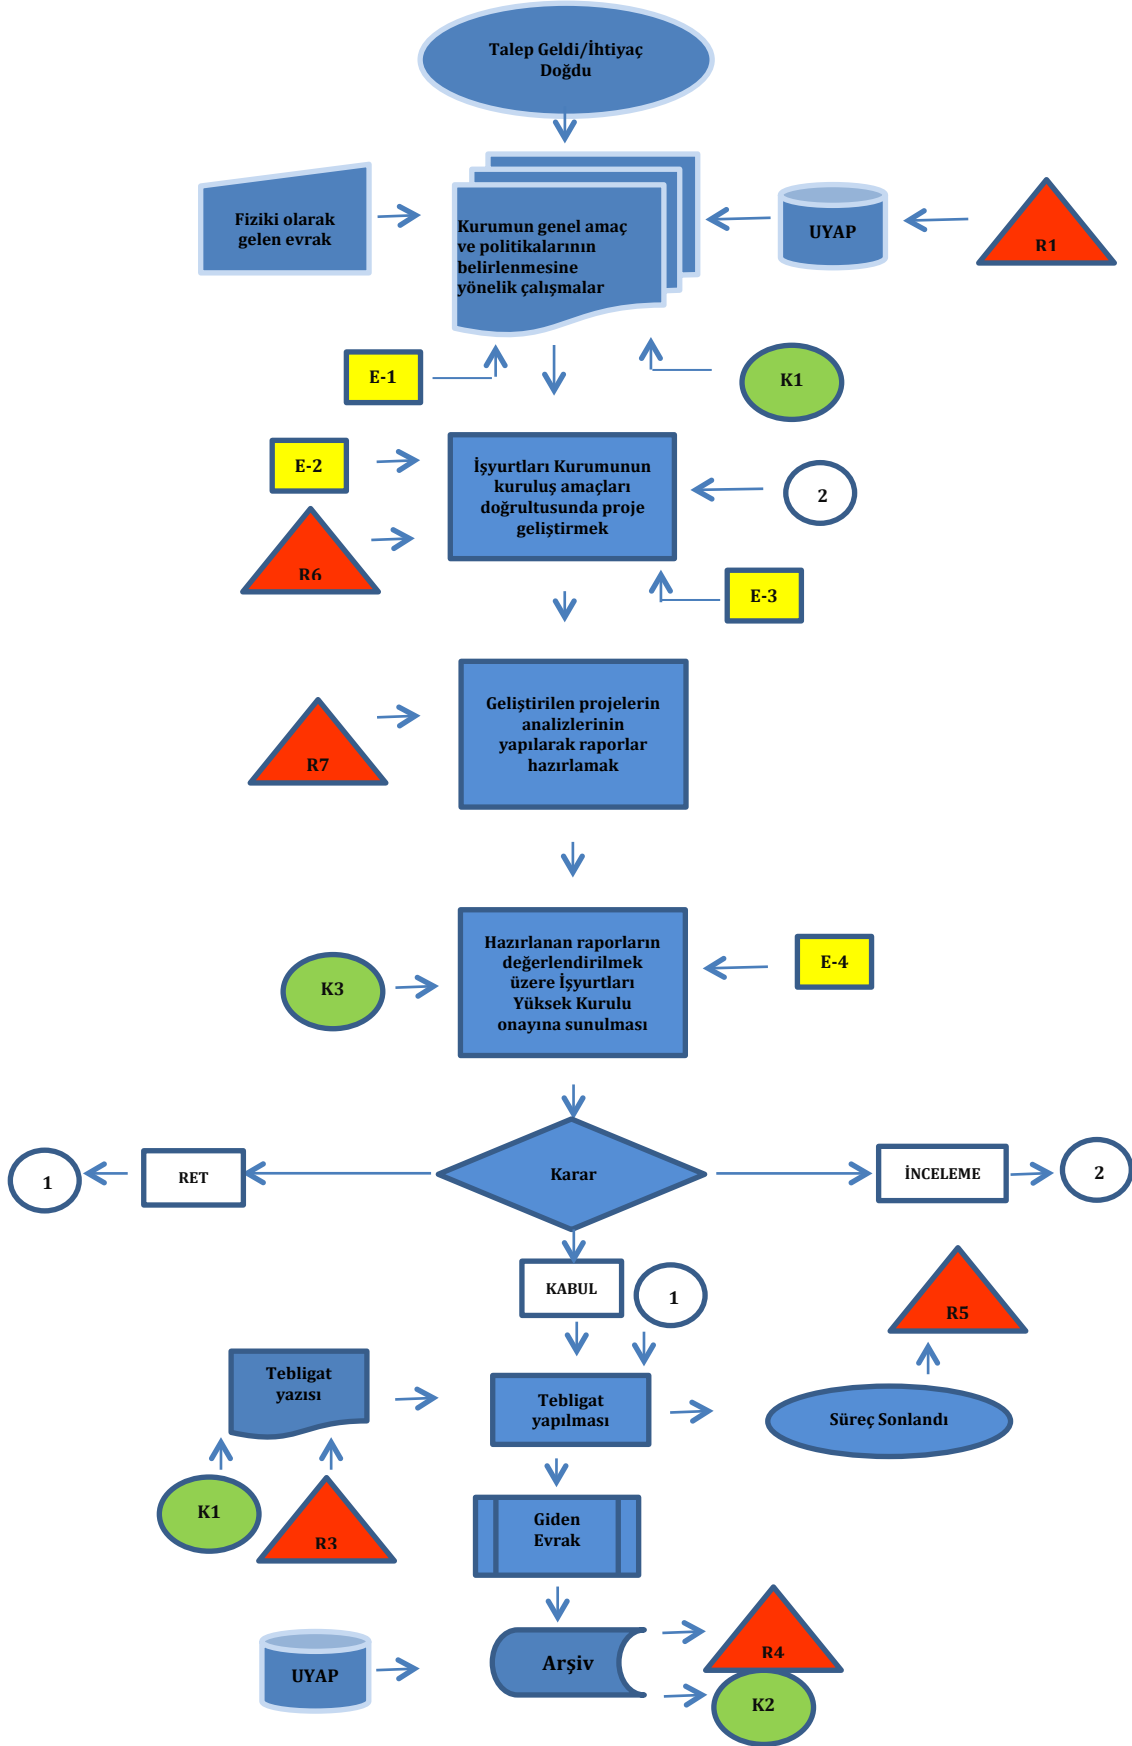 Talep Geldi/İhtiyaç
Doğdu
Fiziki olarak
gelen evrak
Kurumun genel amaç
ve politikalarının
belirlenmesine
yönelik çalışmalar
UYAP
R1
E-1
K1
E-2
İşyurtları Kurumunun
kuruluş amaçları
doğrultusunda proje
geliştirmek
2
R6
E-3
Geliştirilen projelerin
analizlerinin
yapılarak raporlar
hazırlamak
R7
Hazırlanan raporların
değerlendirilmek
üzere İşyurtları
Yüksek Kurulu
onayına sunulması
E-4
K3
1
RET
Karar
İNCELEME
2
KABUL
1
R5
Tebligat
yazısı
Tebligat
yapılması
Süreç Sonlandı
K1
R3
Giden
Evrak
UYAP
Arşiv
R4
K2